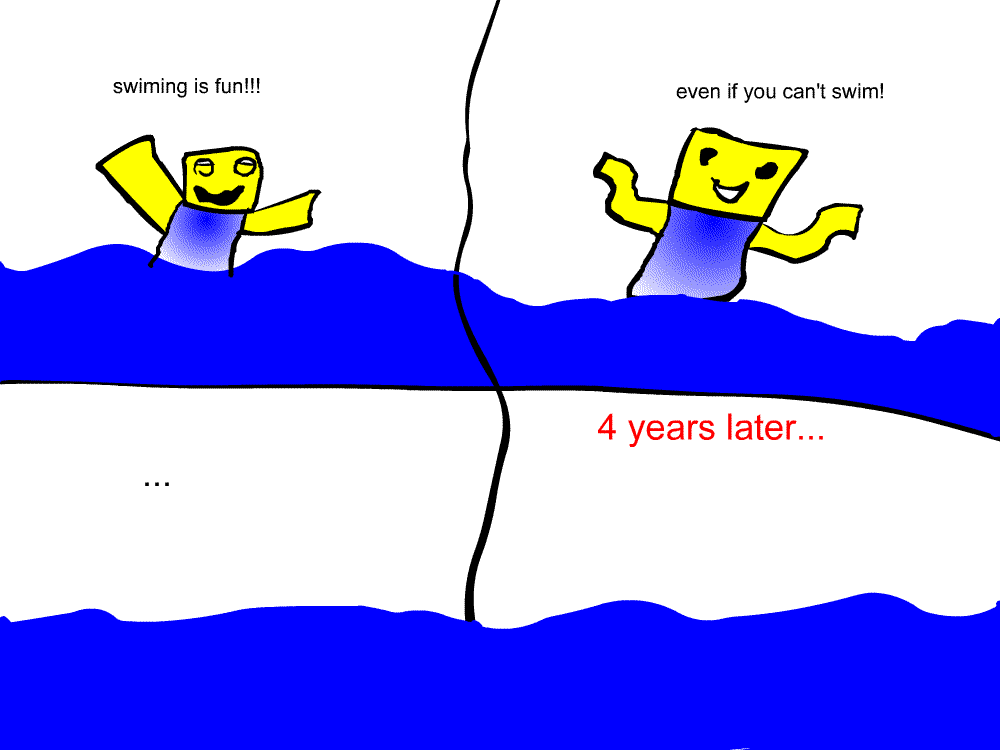 swiming is fun!!!
even if you can't swim!
...
4 years later...